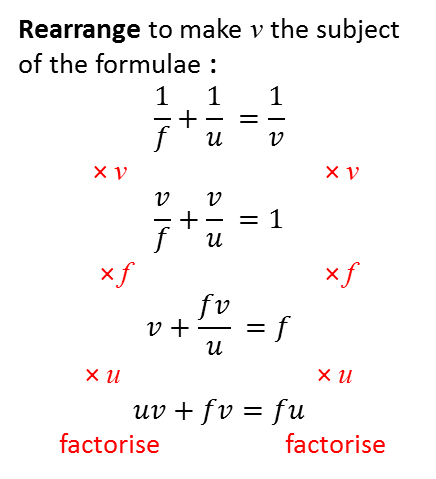 Rearrange to make v the subject
of the formulae :
1/f + 1/u = 1/v
× v × v
v/f + v/u = 1
× f × f
v + fv/u = f
× u × u
uv + fv = fu
factorise factorise